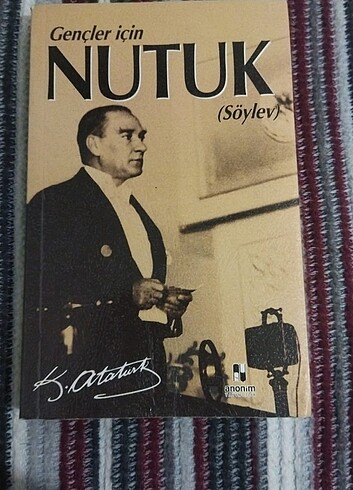 Gençler için
NUTUK
(Söylev)
K. Atatürk
anonim